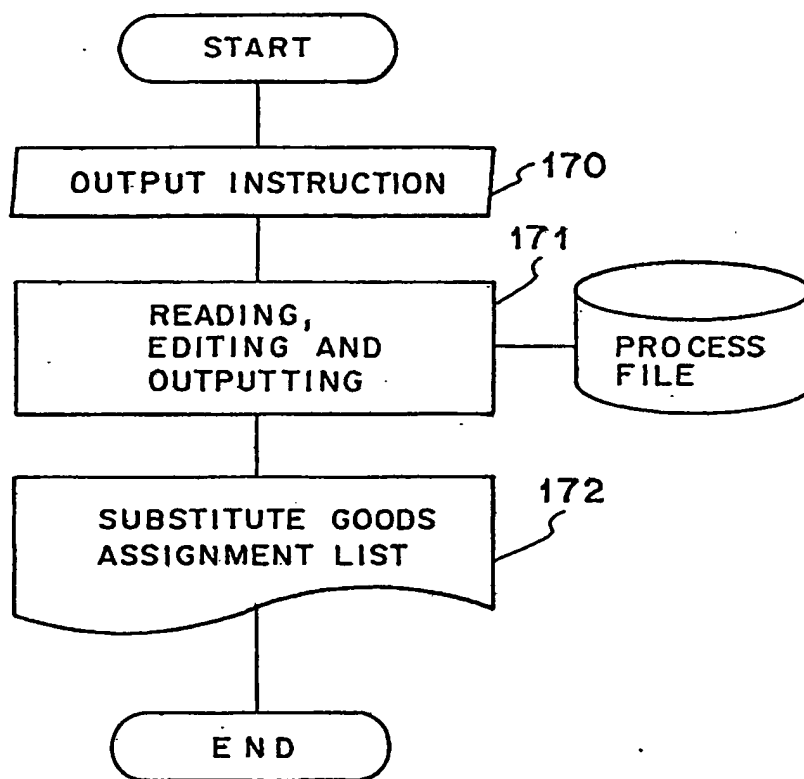 START
OUTPUT INSTRUCTION
170
171
READING,
EDITING AND
OUTPUTTING
PROCESS
FILE
172
SUBSTITUTE GOODS
ASSIGNMENT LIST
END